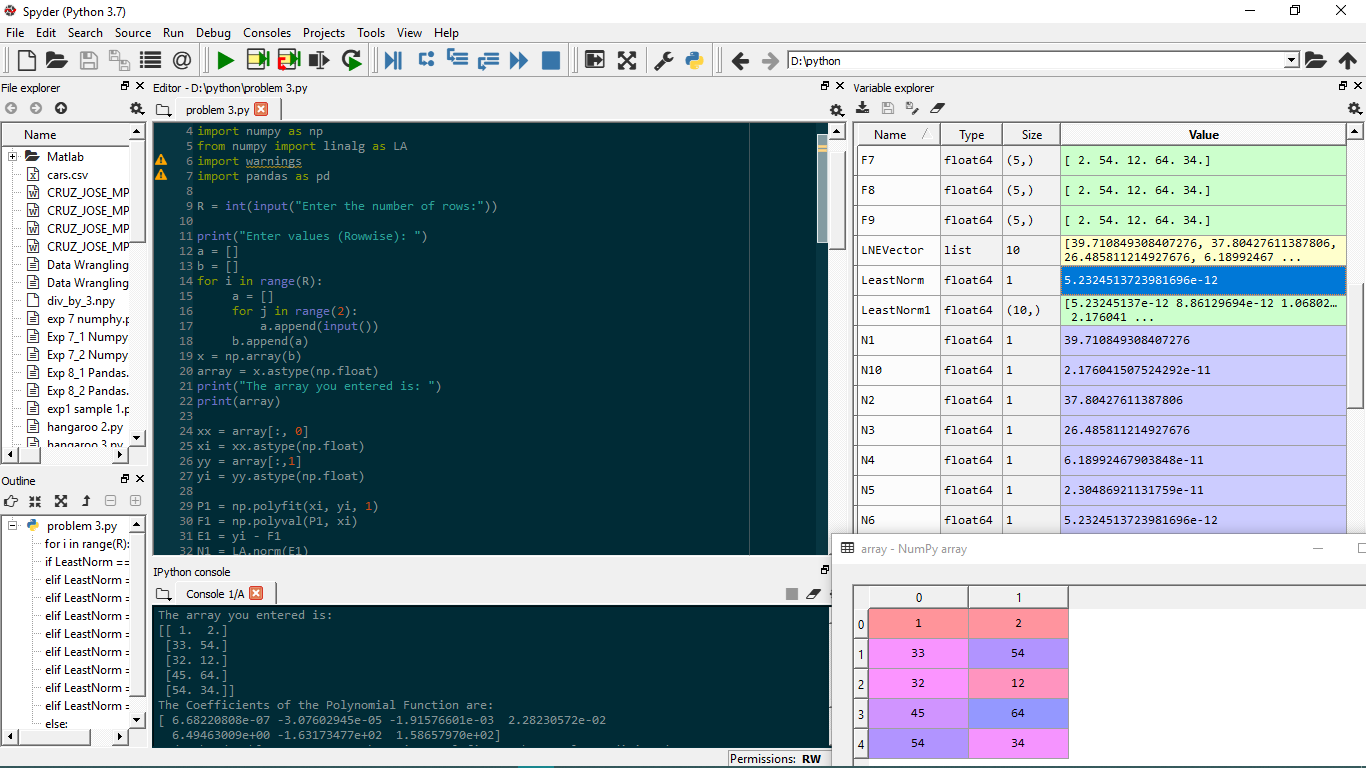 Spyder (Python 3.7)
File Edit Search Source Run Debug Consoles Projects Tools View Help
D:\python
File explorer
Name
Matlab
cars.csv
CRUZ_JOSE_MP
CRUZ_JOSE_MP
CRUZ_JOSE_MP
CRUZ_JOSE_MP
Data Wrangling
Data Wrangling
div_by_3.npy
exp 7 numphy.p
Exp 7_1 Numpy
Exp 7_2 Numpy
Exp 8_1 Pandas.
Exp 8_2 Pandas.
exp1 sample 1.p
hangaroo 2.py
hangaroo 3.py
Outline
problem 3.py
for i in range(R):
if LeastNorm ==
elif LeastNorm =
elif LeastNorm =
elif LeastNorm =
elif LeastNorm =
elif LeastNorm =
elif LeastNorm =
elif LeastNorm =
elif LeastNorm =
else:
Editor - D:\python\problem 3.py
problem 3.py
4 import numpy as np
5 from numpy import linalg as LA
6 import warnings
7 import pandas as pd
8
9 R = int(input("Enter the number of rows:"))
10
11 print("Enter values (Rowwise): ")
12 a = []
13 b = []
14 for i in range(R):
15 a = []
16 for j in range(2):
17 a.append(input())
18 b.append(a)
19 x = np.array(b)
20 array = x.astype(np.float)
21 print("The array you entered is: ")
22 print(array)
23
24 xx = array[:, 0]
25 xi = xx.astype(np.float)
26 yy = array[:,1]
27 yi = yy.astype(np.float)
28
29 P1 = np.polyfit(xi, yi, 1)
30 F1 = np.polyval(P1, xi)
31 E1 = yi - F1
32 N1 = LA.norm(E1)
IPython console
Console 1/A
The array you entered is:
[[ 1. 2.]
[33. 54.]
[32. 12.]
[45. 64.]
[54. 34.]]
The Coefficients of the Polynomial Function are:
[ 6.68220808e-07 -3.07602945e-05 -1.91576601e-03 2.28230572e-02
6.49463009e+00 -1.63173477e+02 1.58657970e+02]
Variable explorer
Name Type Size Value
F7 float64 (5,) [ 2. 54. 12. 64. 34.]
F8 float64 (5,) [ 2. 54. 12. 64. 34.]
F9 float64 (5,) [ 2. 54. 12. 64. 34.]
LNEVector list 10 [39.710849308407276, 37.80427611387806,
26.485811214927676, 6.18992467 ...
LeastNorm float64 1 5.2324513723981696e-12
LeastNorm1 float64 (10,) [5.23245137e-12 8.86129694e-12 1.06802…
2.176041 ...
N1 float64 1 39.710849308407276
N10 float64 1 2.176041507524292e-11
N2 float64 1 37.80427611387806
N3 float64 1 26.485811214927676
N4 float64 1 6.18992467903848e-11
N5 float64 1 2.30486921131759e-11
N6 float64 1 5.2324513723981696e-12
array - NumPy array
0 1
0 1 2
1 33 54
2 32 12
3 45 64
4 54 34
Permissions: RW